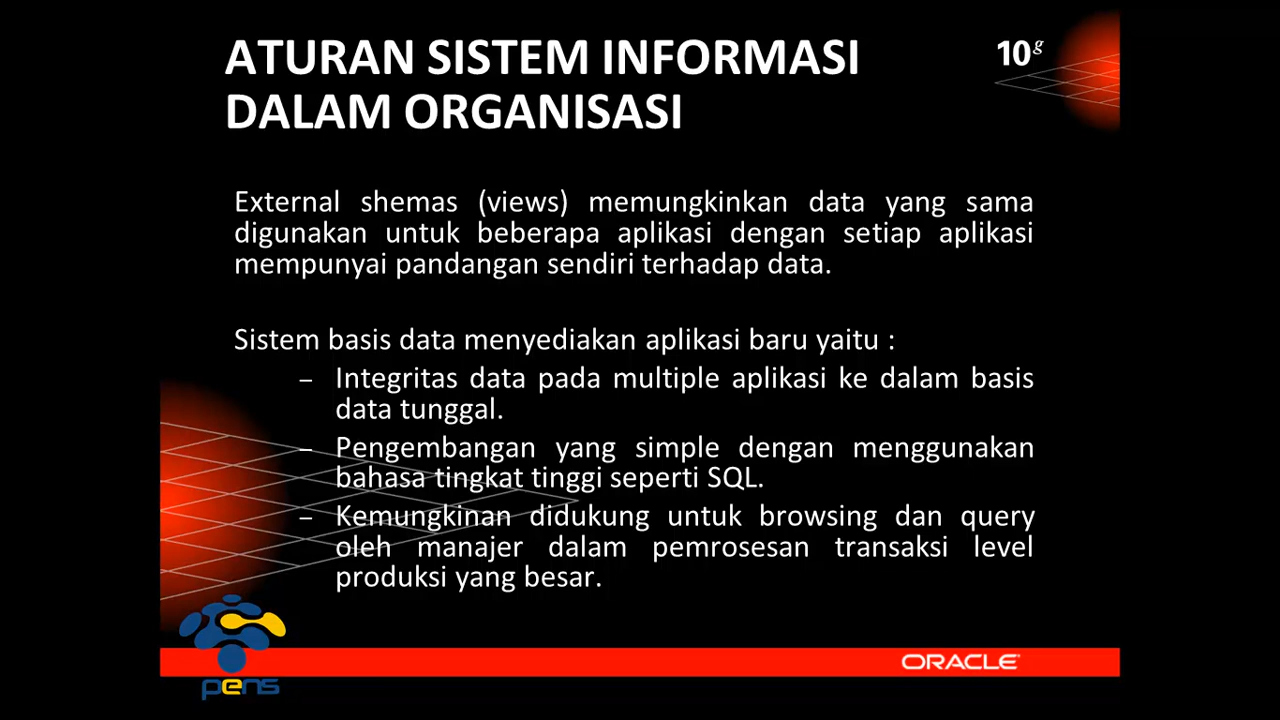 ATURAN SISTEM INFORMASI
DALAM ORGANISASI
10g
External shemas (views) memungkinkan data yang sama
digunakan untuk beberapa aplikasi dengan setiap aplikasi
mempunyai pandangan sendiri terhadap data.
Sistem basis data menyediakan aplikasi baru yaitu :
– Integritas data pada multiple aplikasi ke dalam basis
data tunggal.
– Pengembangan yang simple dengan menggunakan
bahasa tingkat tinggi seperti SQL.
– Kemungkinan didukung untuk browsing dan query
oleh manajer dalam pemrosesan transaksi level
produksi yang besar.
ORACLE
pens